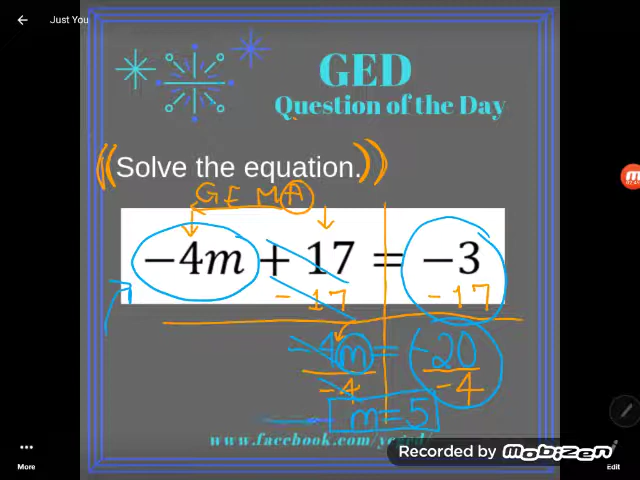 Just You
GED
Question of the Day
((Solve the equation.))
GEMA
−4m + 17 = −3
− 17 −17
−4m = −20
−4 −4
m=5
www.facebook.com/yeged/
Recorded by Mobizen
More
Edit